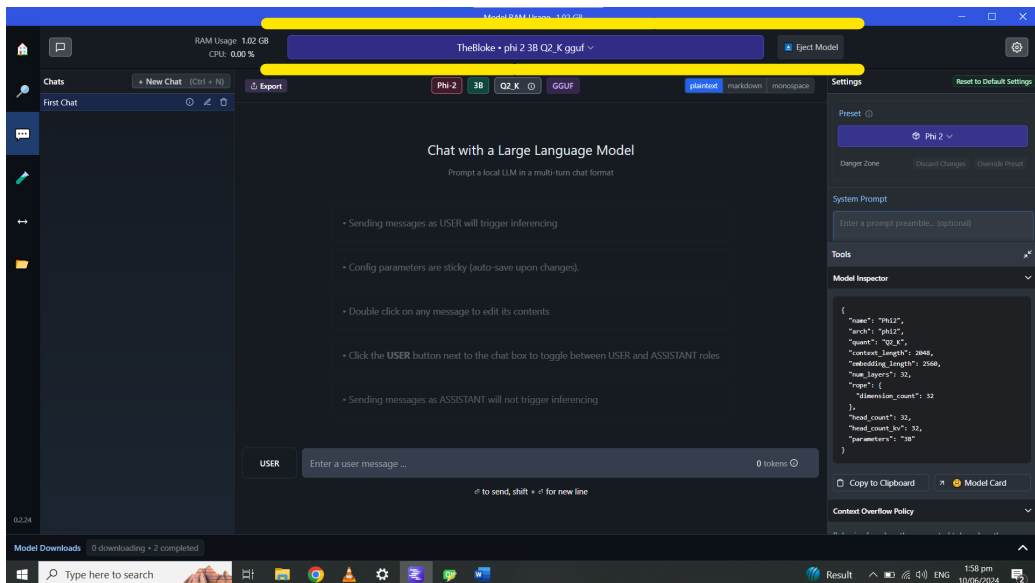 Model RAM Usage 1.02 GB
RAM Usage 1.02 GB
CPU: 0.00 %
TheBloke • phi 2 3B Q2_K gguf
Eject Model
Chats
+ New Chat (Ctrl + N)
First Chat
Export
Phi-2
3B
Q2_K
GGUF
plaintext
markdown
monospace
Chat with a Large Language Model
Prompt a local LLM in a multi-turn chat format
• Sending messages as USER will trigger inferencing
• Config parameters are sticky (auto-save upon changes).
• Double click on any message to edit its contents
• Click the USER button next to the chat box to toggle between USER and ASSISTANT roles
• Sending messages as ASSISTANT will not trigger inferencing
USER
Enter a user message ...
0 tokens
⏎ to send, shift + ⏎ for new line
Settings
Reset to Default Settings
Preset
Phi 2
Danger Zone
Discard Changes
Override Preset
System Prompt
Enter a prompt preamble... (optional)
Tools
Model Inspector
{
"name": "Phi2",
"arch": "phi2",
"quant": "Q2_K",
"context_length": 2048,
"embedding_length": 2560,
"num_layers": 32,
"rope": {
"dimension_count": 32
},
"head_count": 32,
"head_count_kv": 32,
"parameters": "3B"
}
Copy to Clipboard
Model Card
Context Overflow Policy
0.2.24
Model Downloads
0 downloading • 2 completed
Type here to search
Result
ENG
1:58 pm
10/06/2024